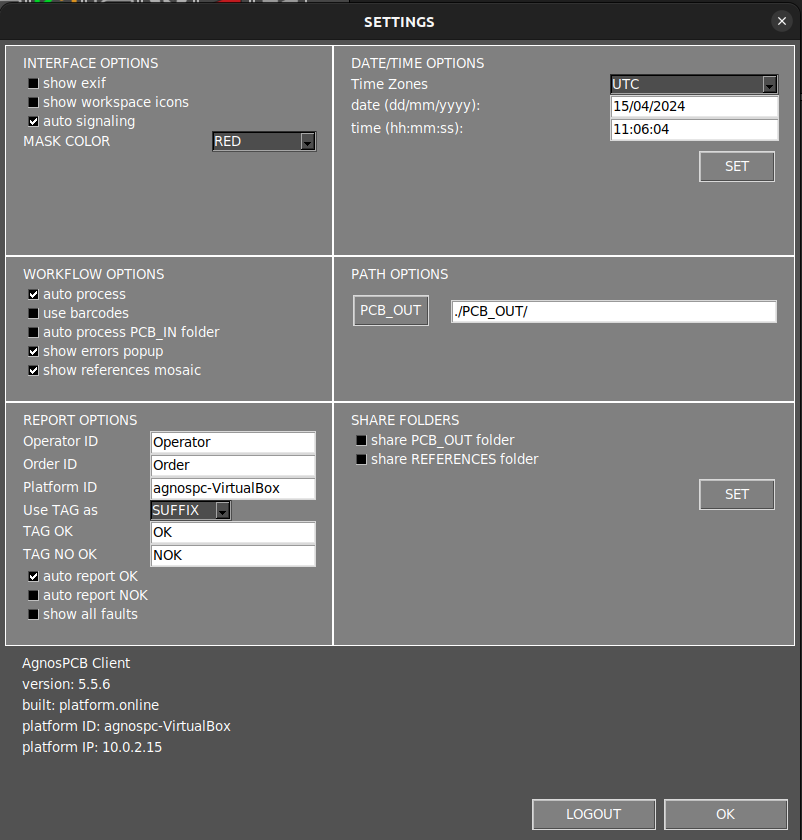 SETTINGS
INTERFACE OPTIONS
show exif
show workspace icons
auto signaling
MASK COLOR RED
DATE/TIME OPTIONS
Time Zones UTC
date (dd/mm/yyyy): 15/04/2024
time (hh:mm:ss): 11:06:04
SET
WORKFLOW OPTIONS
auto process
use barcodes
auto process PCB_IN folder
show errors popup
show references mosaic
PATH OPTIONS
PCB_OUT ./PCB_OUT/
REPORT OPTIONS
Operator ID Operator
Order ID Order
Platform ID agnospc-VirtualBox
Use TAG as SUFFIX
TAG OK OK
TAG NO OK NOK
auto report OK
auto report NOK
show all faults
SHARE FOLDERS
share PCB_OUT folder
share REFERENCES folder
SET
AgnosPCB Client
version: 5.5.6
built: platform.online
platform ID: agnospc-VirtualBox
platform IP: 10.0.2.15
LOGOUT OK